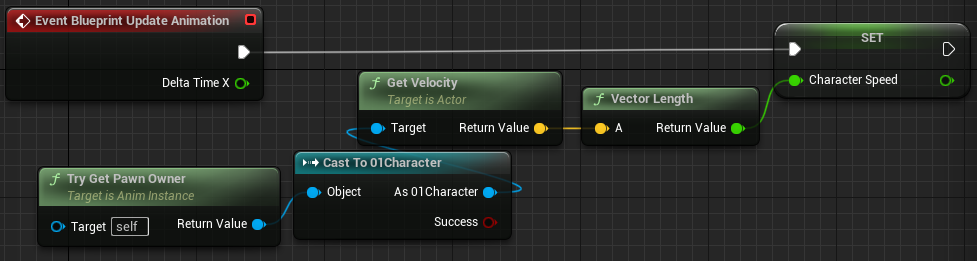 Event Blueprint Update Animation
Delta Time X
SET
Character Speed
f Get Velocity
Target is Actor
Target
Return Value
f Vector Length
A
Return Value
Cast To 01Character
Object
As 01Character
Success
f Try Get Pawn Owner
Target is Anim Instance
Target self
Return Value